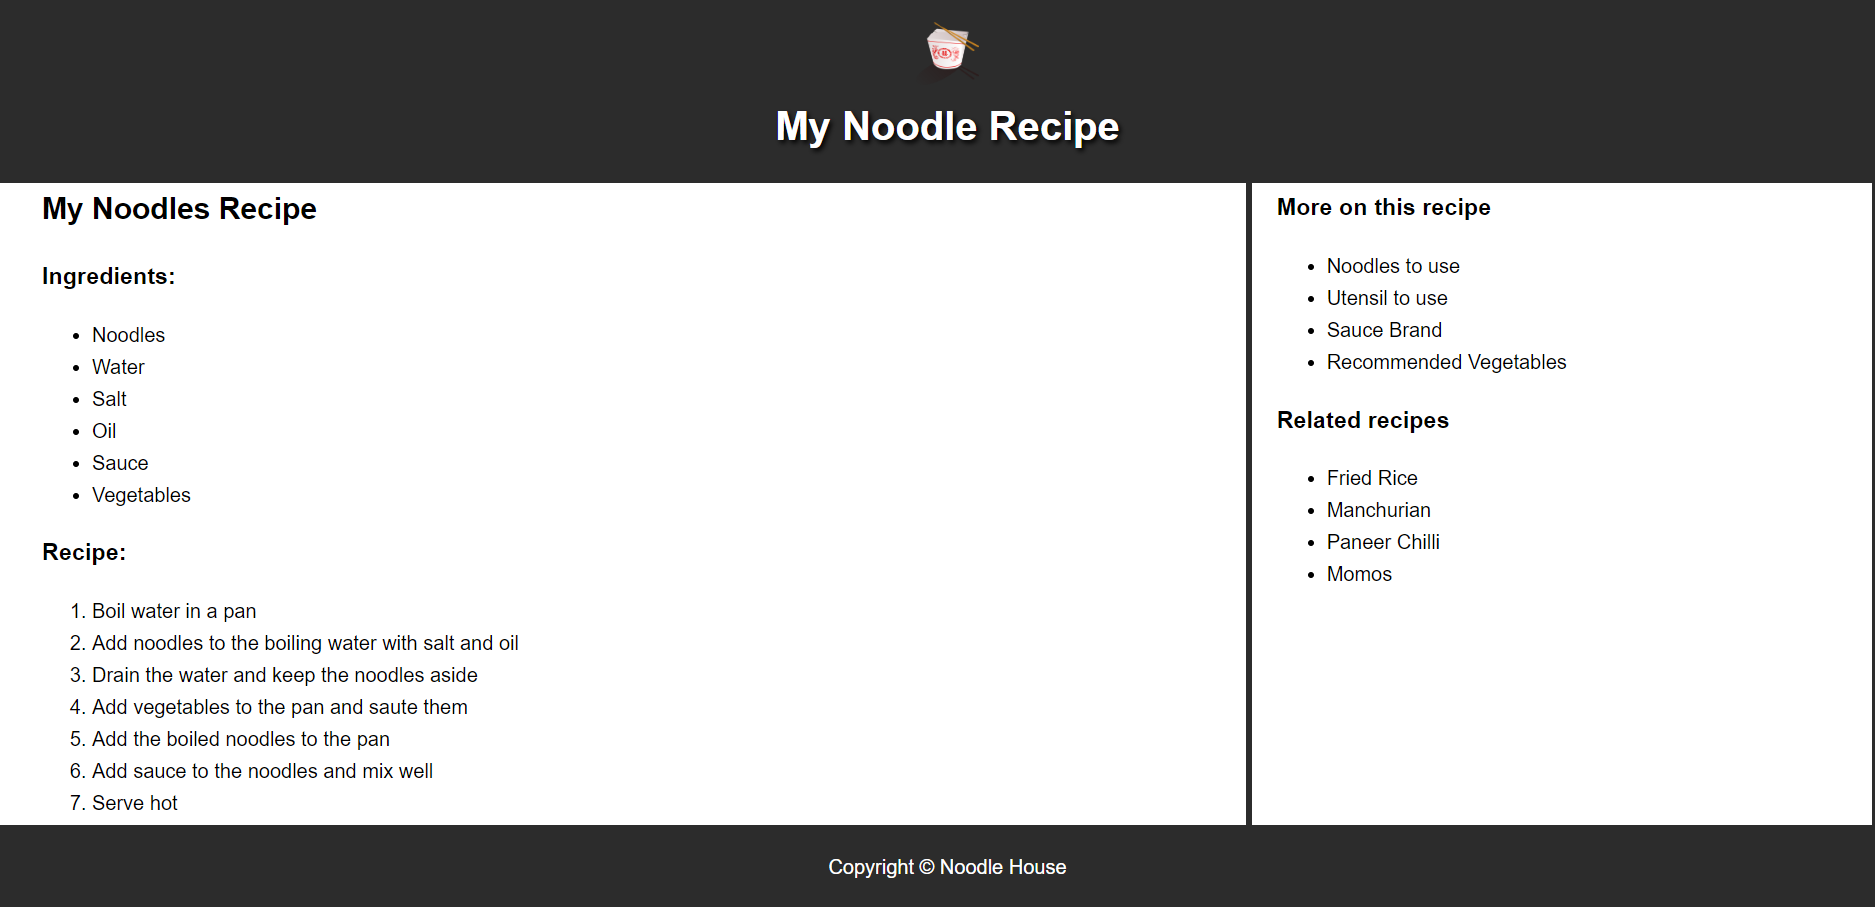 My Noodle Recipe
My Noodles Recipe
Ingredients:
• Noodles
• Water
• Salt
• Oil
• Sauce
• Vegetables
Recipe:
1. Boil water in a pan
2. Add noodles to the boiling water with salt and oil
3. Drain the water and keep the noodles aside
4. Add vegetables to the pan and saute them
5. Add the boiled noodles to the pan
6. Add sauce to the noodles and mix well
7. Serve hot
More on this recipe
• Noodles to use
• Utensil to use
• Sauce Brand
• Recommended Vegetables
Related recipes
• Fried Rice
• Manchurian
• Paneer Chilli
• Momos
Copyright © Noodle House